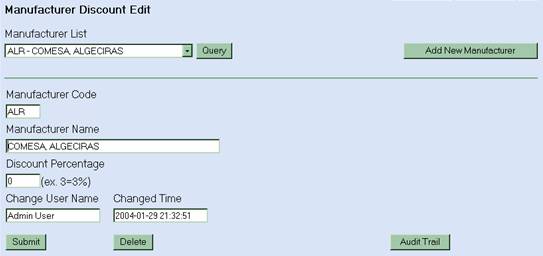 Manufacturer Discount Edit
Manufacturer List
ALR - COMESA, ALGECIRAS Query Add New Manufacturer
Manufacturer Code
ALR
Manufacturer Name
COMESA, ALGECIRAS
Discount Percentage
0 (ex. 3=3%)
Change User Name Changed Time
Admin User 2004-01-29 21:32:51
Submit Delete Audit Trail